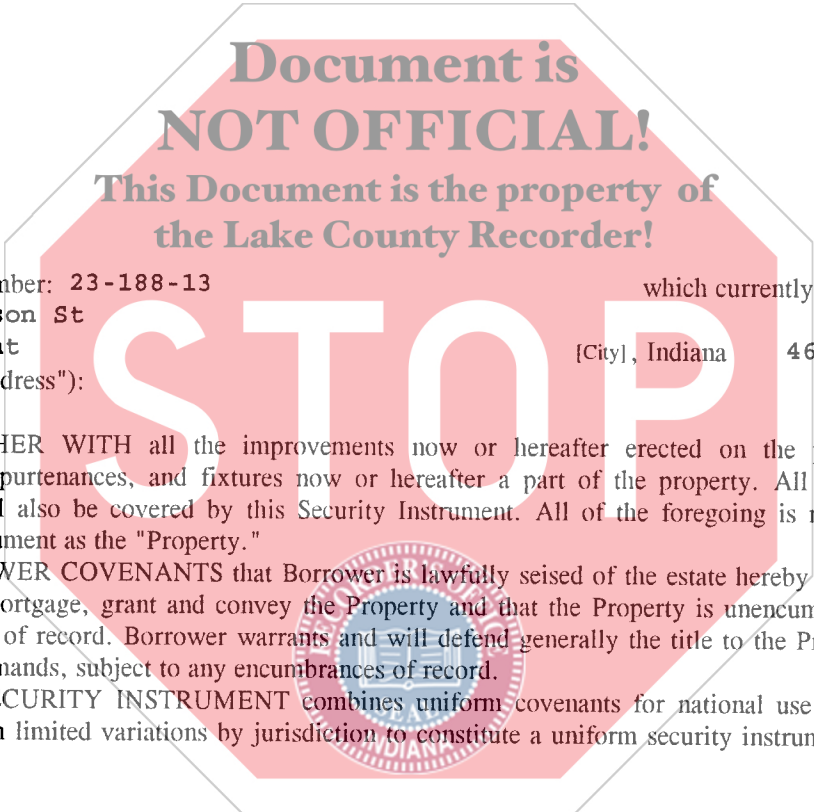 Document is
NOT OFFICIAL!
This Document is the property of
the Lake County Recorder!
nber: 23-188-13 which currently
son St
t [City], Indiana 46
dress"):
STOP
HER WITH all the improvements now or hereafter erected on the
purtenances, and fixtures now or hereafter a part of the property. All
l also be covered by this Security Instrument. All of the foregoing is
ment as the "Property."
WER COVENANTS that Borrower is lawfully seised of the estate hereby
ortgage, grant and convey the Property and that the Property is unencum
of record. Borrower warrants and will defend generally the title to the Pr
mands, subject to any encumbrances of record.
CURITY INSTRUMENT combines uniform covenants for national use
limited variations by jurisdiction to constitute a uniform security instrun
SEAL
INDIANA